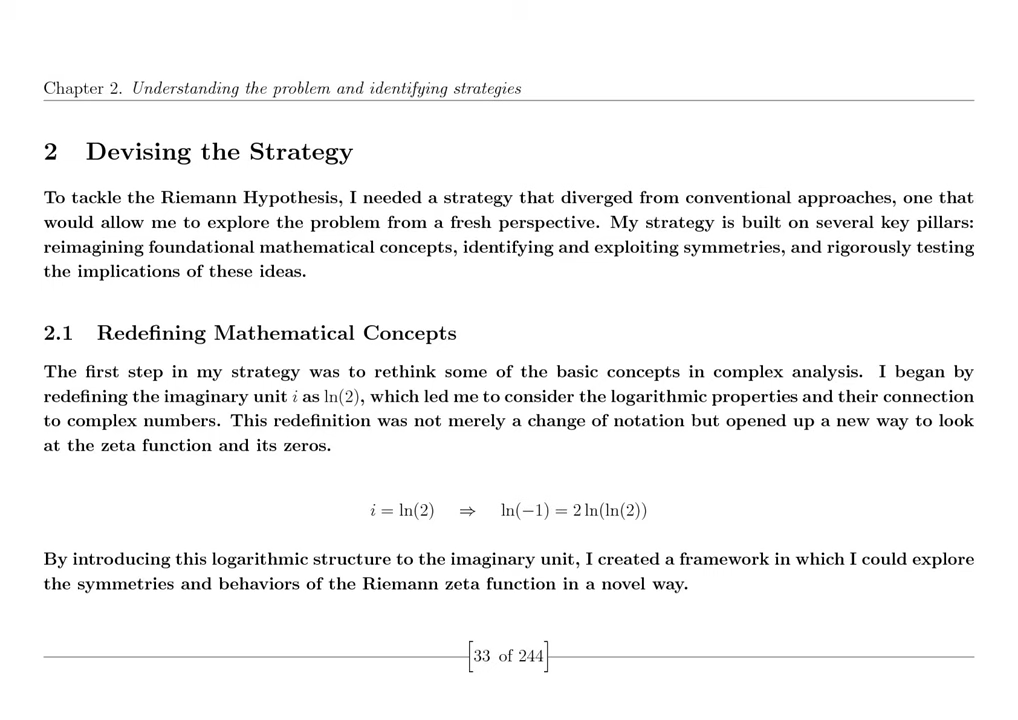 Chapter 2. Understanding the problem and identifying strategies
2 Devising the Strategy
To tackle the Riemann Hypothesis, I needed a strategy that diverged from conventional approaches, one that
would allow me to explore the problem from a fresh perspective. My strategy is built on several key pillars:
reimagining foundational mathematical concepts, identifying and exploiting symmetries, and rigorously testing
the implications of these ideas.
2.1 Redefining Mathematical Concepts
The first step in my strategy was to rethink some of the basic concepts in complex analysis. I began by
redefining the imaginary unit i as ln(2), which led me to consider the logarithmic properties and their connection
to complex numbers. This redefinition was not merely a change of notation but opened up a new way to look
at the zeta function and its zeros.
i = ln(2) ⇒ ln(−1) = 2 ln(ln(2))
By introducing this logarithmic structure to the imaginary unit, I created a framework in which I could explore
the symmetries and behaviors of the Riemann zeta function in a novel way.
[33 of 244]